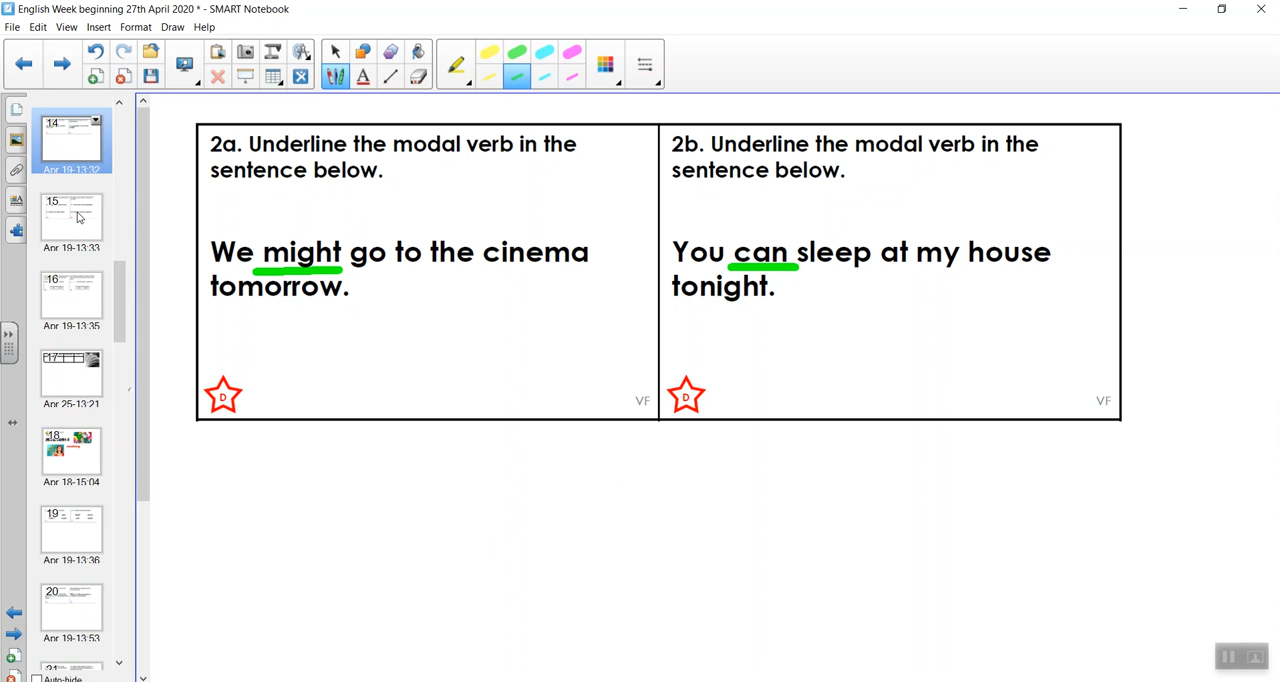 English Week beginning 27th April 2020 * - SMART Notebook
File Edit View Insert Format Draw Help
14
Apr 19-13:32
15
Apr 19-13:33
16
Apr 19-13:35
17
Apr 25-13:21
18
Apr 18-15:04
19
Apr 19-13:36
20
Apr 19-13:53
Auto-hide
2a. Underline the modal verb in the
sentence below.
We might go to the cinema
tomorrow.
D
VF
2b. Underline the modal verb in the
sentence below.
You can sleep at my house
tonight.
D
VF